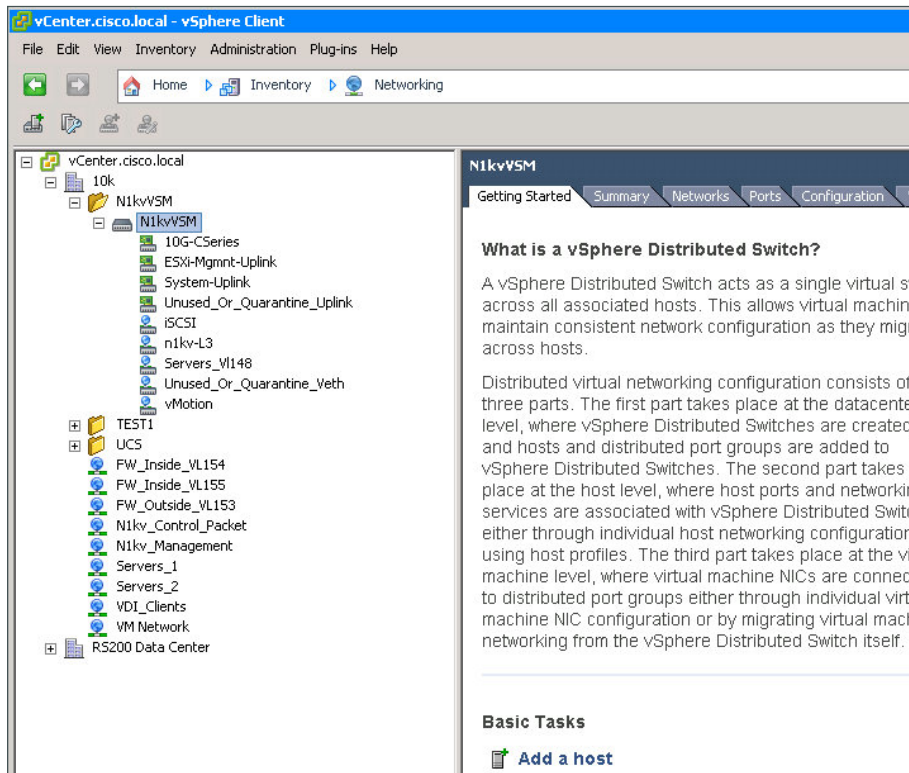 vCenter.cisco.local - vSphere Client
File Edit View Inventory Administration Plug-ins Help
Home Inventory Networking
vCenter.cisco.local
10k
N1kvVSM
N1kvVSM
10G-CSeries
ESXi-Mgmnt-Uplink
System-Uplink
Unused_Or_Quarantine_Uplink
iSCSI
n1kv-L3
Servers_Vl148
Unused_Or_Quarantine_Veth
vMotion
TEST1
UCS
FW_Inside_VL154
FW_Inside_VL155
FW_Outside_VL153
N1kv_Control_Packet
N1kv_Management
Servers_1
Servers_2
VDI_Clients
VM Network
RS200 Data Center
N1kvVSM
Getting Started Summary Networks Ports Configuration
What is a vSphere Distributed Switch?
A vSphere Distributed Switch acts as a single virtual s
across all associated hosts. This allows virtual machin
maintain consistent network configuration as they mig
across hosts.
Distributed virtual networking configuration consists of
three parts. The first part takes place at the datacente
level, where vSphere Distributed Switches are created
and hosts and distributed port groups are added to
vSphere Distributed Switches. The second part takes
place at the host level, where host ports and networki
services are associated with vSphere Distributed Swit
either through individual host networking configuration
using host profiles. The third part takes place at the vi
machine level, where virtual machine NICs are connec
to distributed port groups either through individual virt
machine NIC configuration or by migrating virtual mach
networking from the vSphere Distributed Switch itself.
Basic Tasks
Add a host